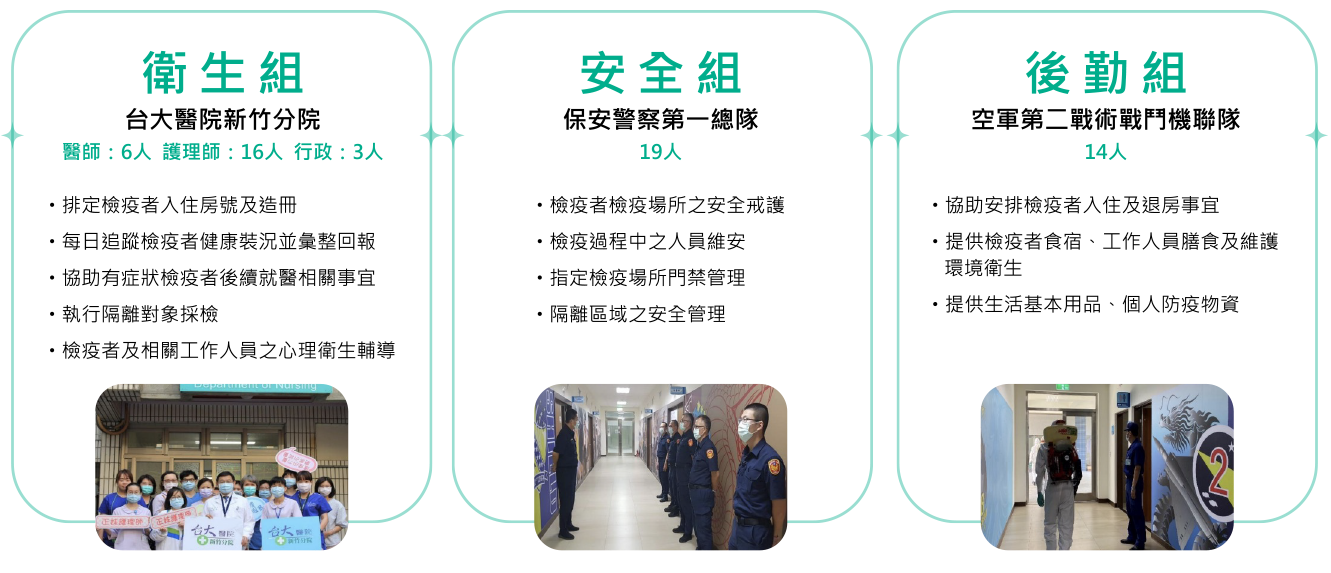 衛生組
台大醫院新竹分院
醫師：6人 護理師：16人 行政：3人
•排定檢疫者入住房號及造冊
•每日追蹤檢疫者健康裝況並彙整回報
•協助有症狀檢疫者後續就醫相關事宜
•執行隔離對象採檢
•檢疫者及相關工作人員之心理衛生輔導
Department of Nursing
台大醫院
新竹分院
台大醫院
新竹分院
安全組
保安警察第一總隊
19人
•檢疫者檢疫場所之安全戒護
•檢疫過程中之人員維安
•指定檢疫場所門禁管理
•隔離區域之安全管理
後勤組
空軍第二戰術戰鬥機聯隊
14人
•協助安排檢疫者入住及退房事宜
•提供檢疫者食宿、工作人員膳食及維護
環境衛生
•提供生活基本用品、個人防疫物資
2